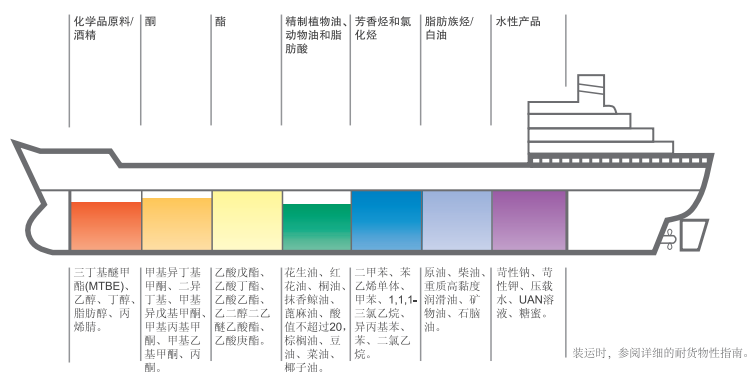 化学品原料/
酒精
酮
酯
精制植物油、
动物油和脂
肪酸
芳香烃和氯
化烃
脂肪族烃/
白油
水性产品
三丁基醚甲
酯(MTBE)、
乙醇、丁醇、
脂肪醇、丙
烯腈。
甲基异丁基
甲酮、二异
丁基、甲基
异戊基甲酮、
甲基丙基甲
酮、甲基乙
基甲酮、丙
酮。
乙酸戊酯、
乙酸丁酯、
乙酸乙酯、
乙二醇二乙
醚乙酸酯、
乙酸庚酯。
花生油、红
花油、桐油、
抹香鲸油、
蓖麻油、酸
值不超过20,
棕榈油、豆
油、菜油、
椰子油。
二甲苯、苯
乙烯单体、
甲苯、1,1,1-
三氯乙烷、
异丙基苯、
苯、二氯乙
烷。
原油、柴油、
重质高黏度
润滑油、矿
物油、石脑
油。
苛性钠、苛
性钾、压载
水、UAN溶
液、糖蜜。
装运时，参阅详细的耐货物性指南。